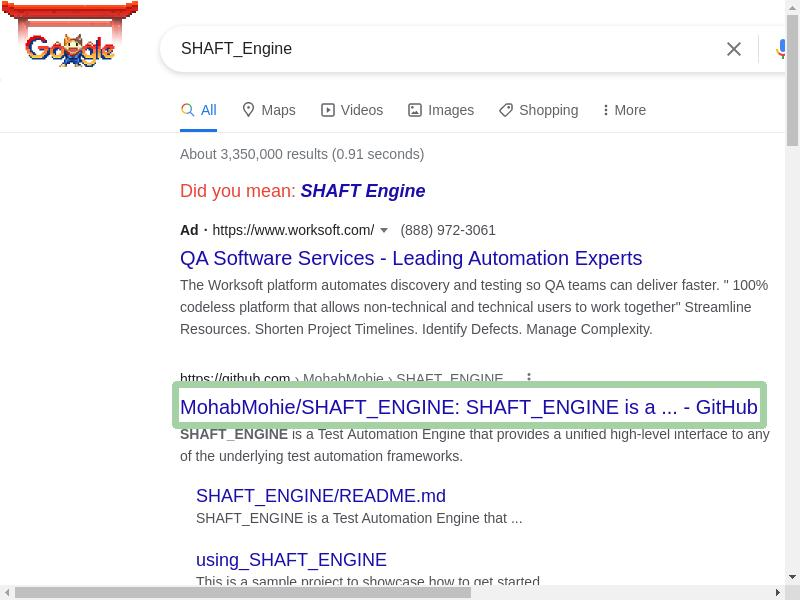 Google
SHAFT_Engine
All Maps Videos Images Shopping More
About 3,350,000 results (0.91 seconds)
Did you mean: SHAFT Engine
Ad · https://www.worksoft.com/ (888) 972-3061
QA Software Services - Leading Automation Experts
The Worksoft platform automates discovery and testing so QA teams can deliver faster. " 100%
codeless platform that allows non-technical and technical users to work together" Streamline
Resources. Shorten Project Timelines. Identify Defects. Manage Complexity.
https://github.com › MohabMohie › SHAFT_ENGINE
MohabMohie/SHAFT_ENGINE: SHAFT_ENGINE is a ... - GitHub
SHAFT_ENGINE is a Test Automation Engine that provides a unified high-level interface to any
of the underlying test automation frameworks.
SHAFT_ENGINE/README.md
SHAFT_ENGINE is a Test Automation Engine that ...
using_SHAFT_ENGINE
This is a sample project to showcase how to get started